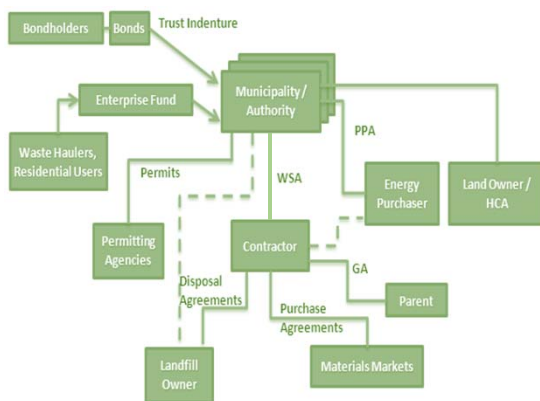 Bondholders
Bonds
Trust Indenture
Municipality/
Authority
Enterprise Fund
PPA
Waste Haulers,
Residential Users
Permits
WSA
Energy
Purchaser
Land Owner /
HCA
Permitting
Agencies
Contractor
GA
Disposal
Agreements
Purchase
Agreements
Parent
Landfill
Owner
Materials Markets